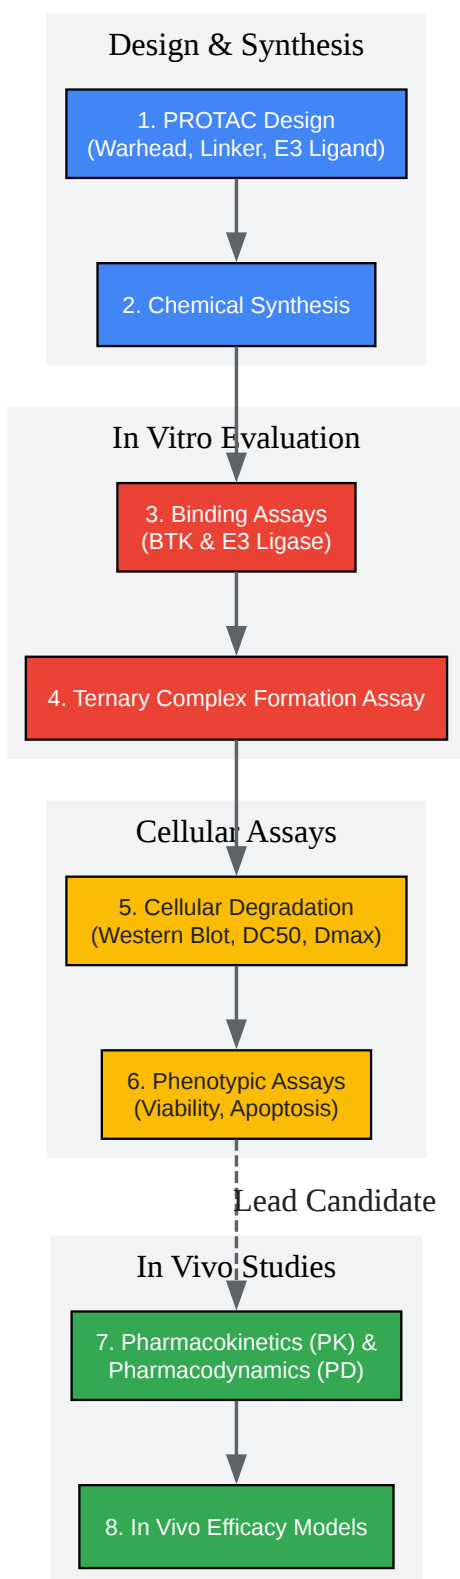 Design & Synthesis
1. PROTAC Design
(Warhead, Linker, E3 Ligand)
2. Chemical Synthesis
In Vitro Evaluation
3. Binding Assays
(BTK & E3 Ligase)
4. Ternary Complex Formation Assay
Cellular Assays
5. Cellular Degradation
(Western Blot, DC50, Dmax)
6. Phenotypic Assays
(Viability, Apoptosis)
Lead Candidate
In Vivo Studies
7. Pharmacokinetics (PK) &
Pharmacodynamics (PD)
8. In Vivo Efficacy Models